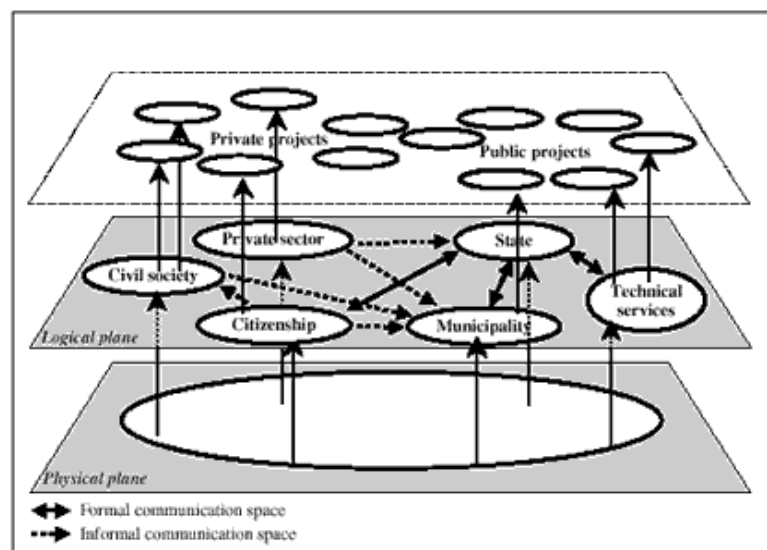 Private projects
Public projects
Private sector
State
Civil society
Technical
services
Citizenship
Municipality
Logical plane
Physical plane
Formal communication space
Informal communication space